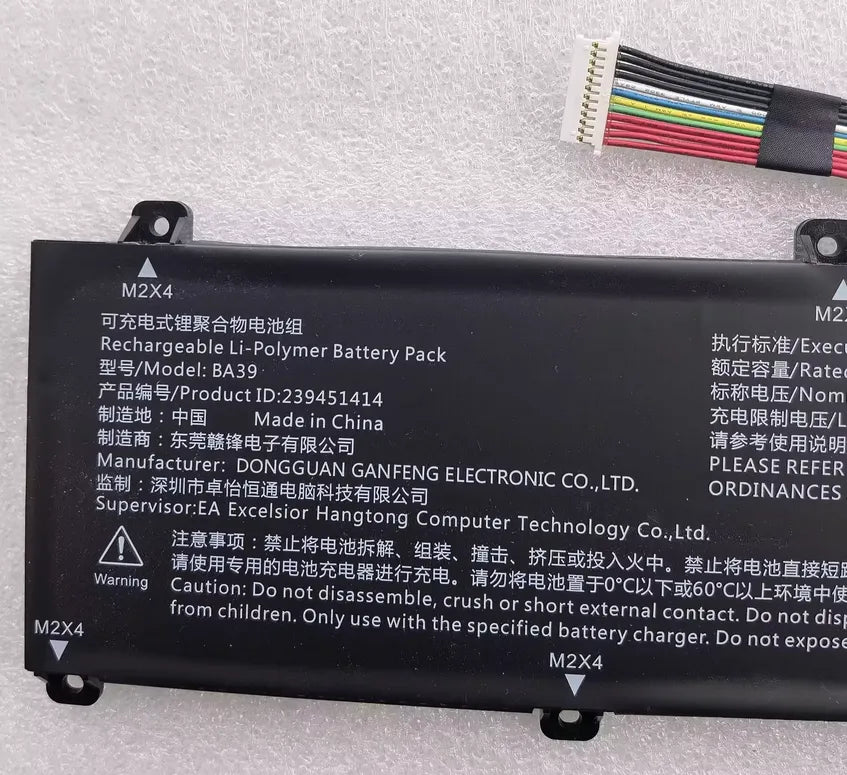 M2X4
M2X
可充电式锂聚合物电池组
Rechargeable Li-Polymer Battery Pack
型号/Model: BA39
产品编号/Product ID:239451414
制造地：中国 Made in China
制造商：东莞赣锋电子有限公司
Manufacturer: DONGGUAN GANFENG ELECTRONIC CO.,LTD.
监制：深圳市卓怡恒通电脑科技有限公司
Supervisor:EA Excelsior Hangtong Computer Technology Co.,Ltd.
执行标准/Execu
额定容量/Rated
标称电压/Nom
充电限制电压/L
请参考使用说明
PLEASE REFER
ORDINANCES
Warning
注意事项：禁止将电池拆解、组装、撞击、挤压或投入火中。禁止将电池直接短路
请使用专用的电池充电器进行充电。请勿将电池置于0°C以下或60°C以上环境中使
Caution: Do not disassemble, crush or short external contact. Do not disp
from children. Only use with the specified battery charger. Do not expose
M2X4
M2X4